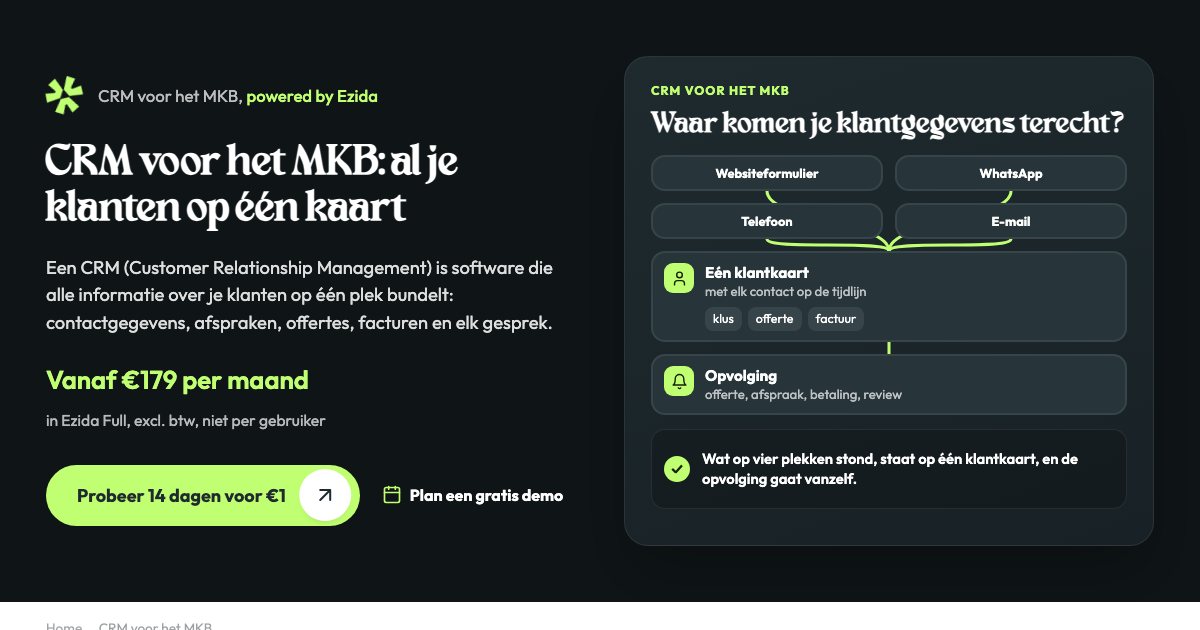 CRM voor het MKB, powered by Ezida
CRM voor het MKB: al je
klanten op één kaart
Een CRM (Customer Relationship Management) is software die
alle informatie over je klanten op één plek bundelt:
contactgegevens, afspraken, offertes, facturen en elk gesprek.
Vanaf €179 per maand
in Ezida Full, excl. btw, niet per gebruiker
Probeer 14 dagen voor €1
Plan een gratis demo
CRM VOOR HET MKB
Waar komen je klantgegevens terecht?
Websiteformulier
WhatsApp
Telefoon
E-mail
Eén klantkaart
met elk contact op de tijdlijn
klus
offerte
factuur
Opvolging
offerte, afspraak, betaling, review
Wat op vier plekken stond, staat op één klantkaart, en de
opvolging gaat vanzelf.
Home
CRM voor het MKB